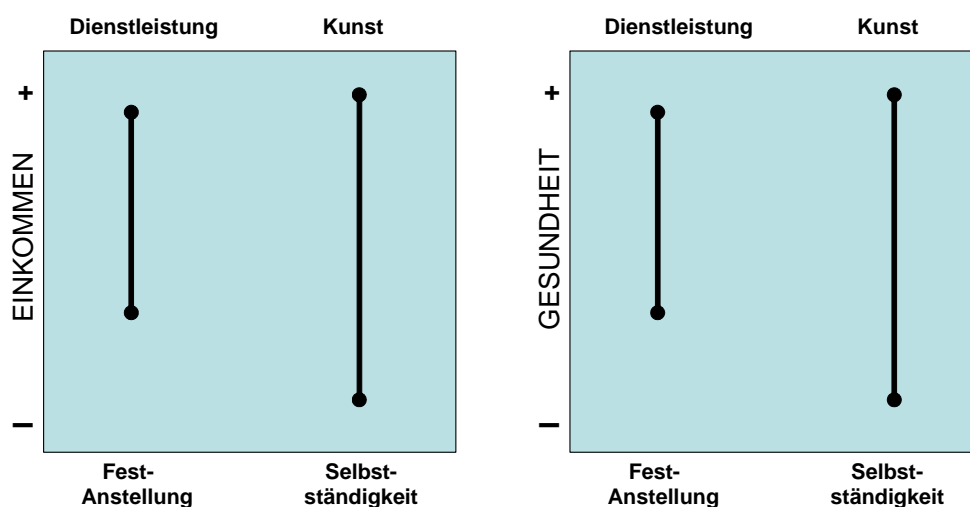 Dienstleistung Kunst
+
EINKOMMEN
–
Fest-
Anstellung
Selbst-
ständigkeit
Dienstleistung Kunst
+
GESUNDHEIT
–
Fest-
Anstellung
Selbst-
ständigkeit